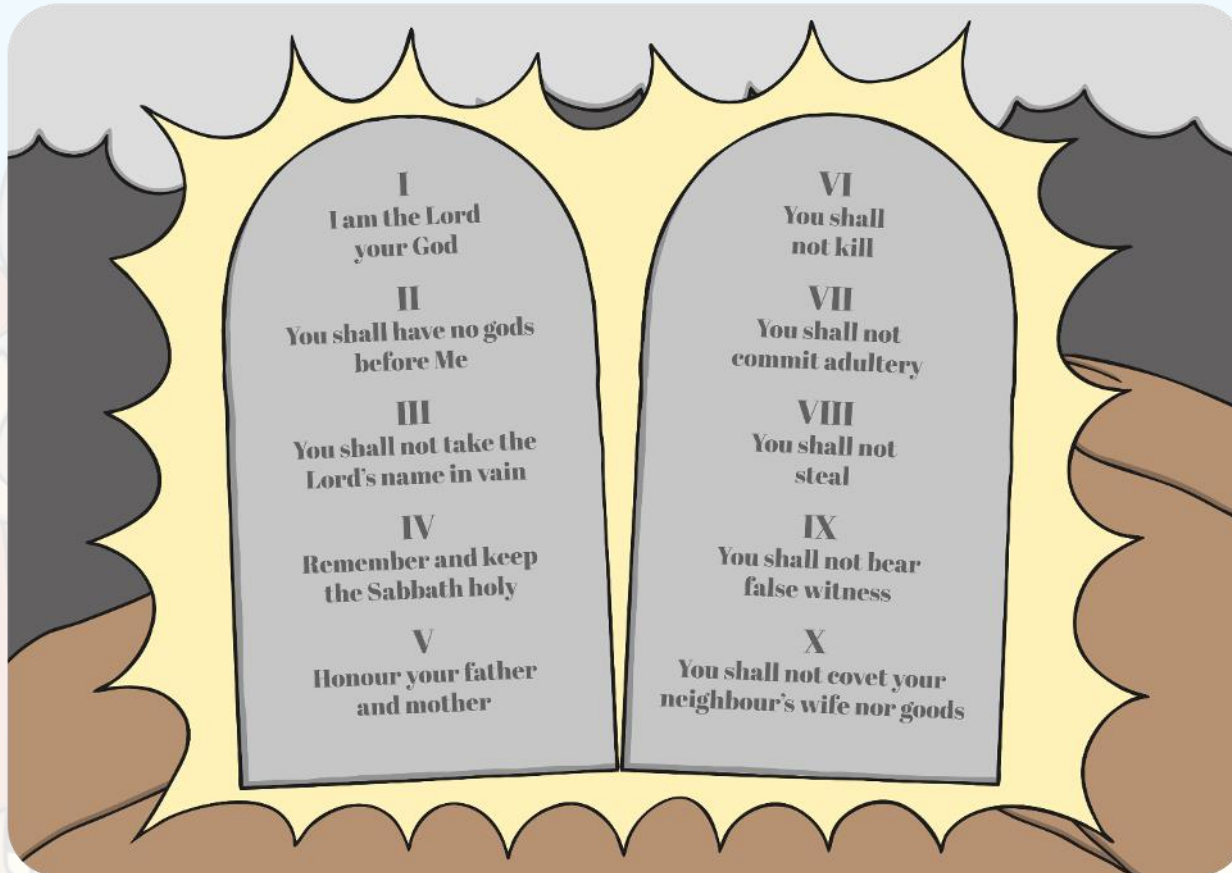 I
I am the Lord
your God
II
You shall have no gods
before Me
III
You shall not take the
Lord's name in vain
IV
Remember and keep
the Sabbath holy
V
Honour your father
and mother
VI
You shall
not kill
VII
You shall not
commit adultery
VIII
You shall not
steal
IX
You shall not bear
false witness
X
You shall not covet your
neighbour's wife nor goods